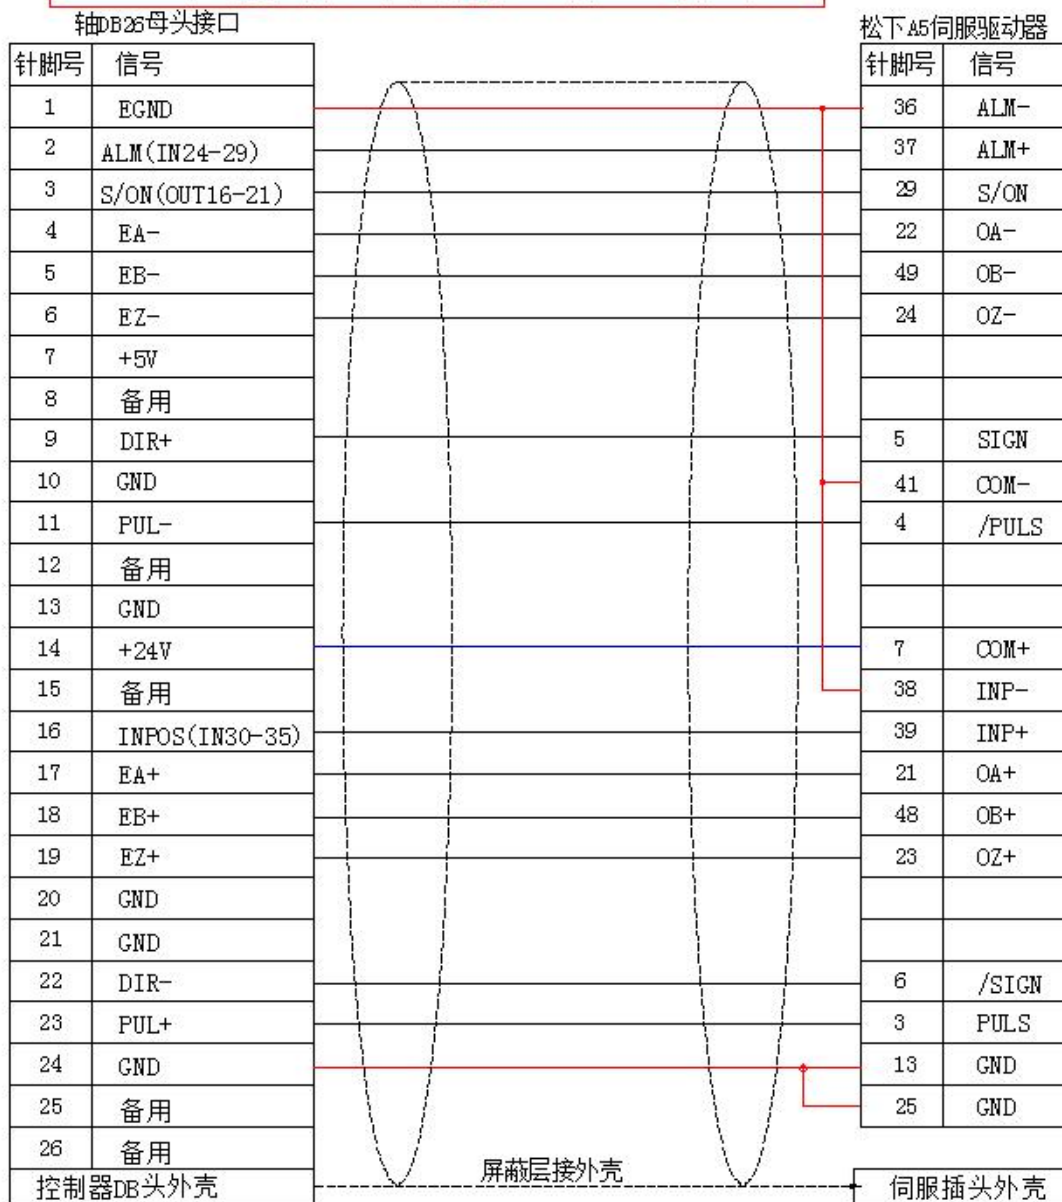 轴DB26母头接口 松下A5伺服驱动器
针脚号 信号 针脚号 信号
1 EGND 36 ALM-
2 ALM(IN24-29) 37 ALM+
3 S/ON(OUT16-21) 29 S/ON
4 EA- 22 OA-
5 EB- 49 OB-
6 EZ- 24 OZ-
7 +5V
8 备用
9 DIR+ 5 SIGN
10 GND 41 COM-
11 PUL- 4 /PULS
12 备用
13 GND
14 +24V 7 COM+
15 备用 38 INP-
16 INPOS(IN30-35) 39 INP+
17 EA+ 21 OA+
18 EB+ 48 OB+
19 EZ+ 23 OZ+
20 GND
21 GND
22 DIR- 6 /SIGN
23 PUL+ 3 PULS
24 GND 13 GND
25 备用 25 GND
26 备用
控制器DB头外壳 屏蔽层接外壳 伺服插头外壳